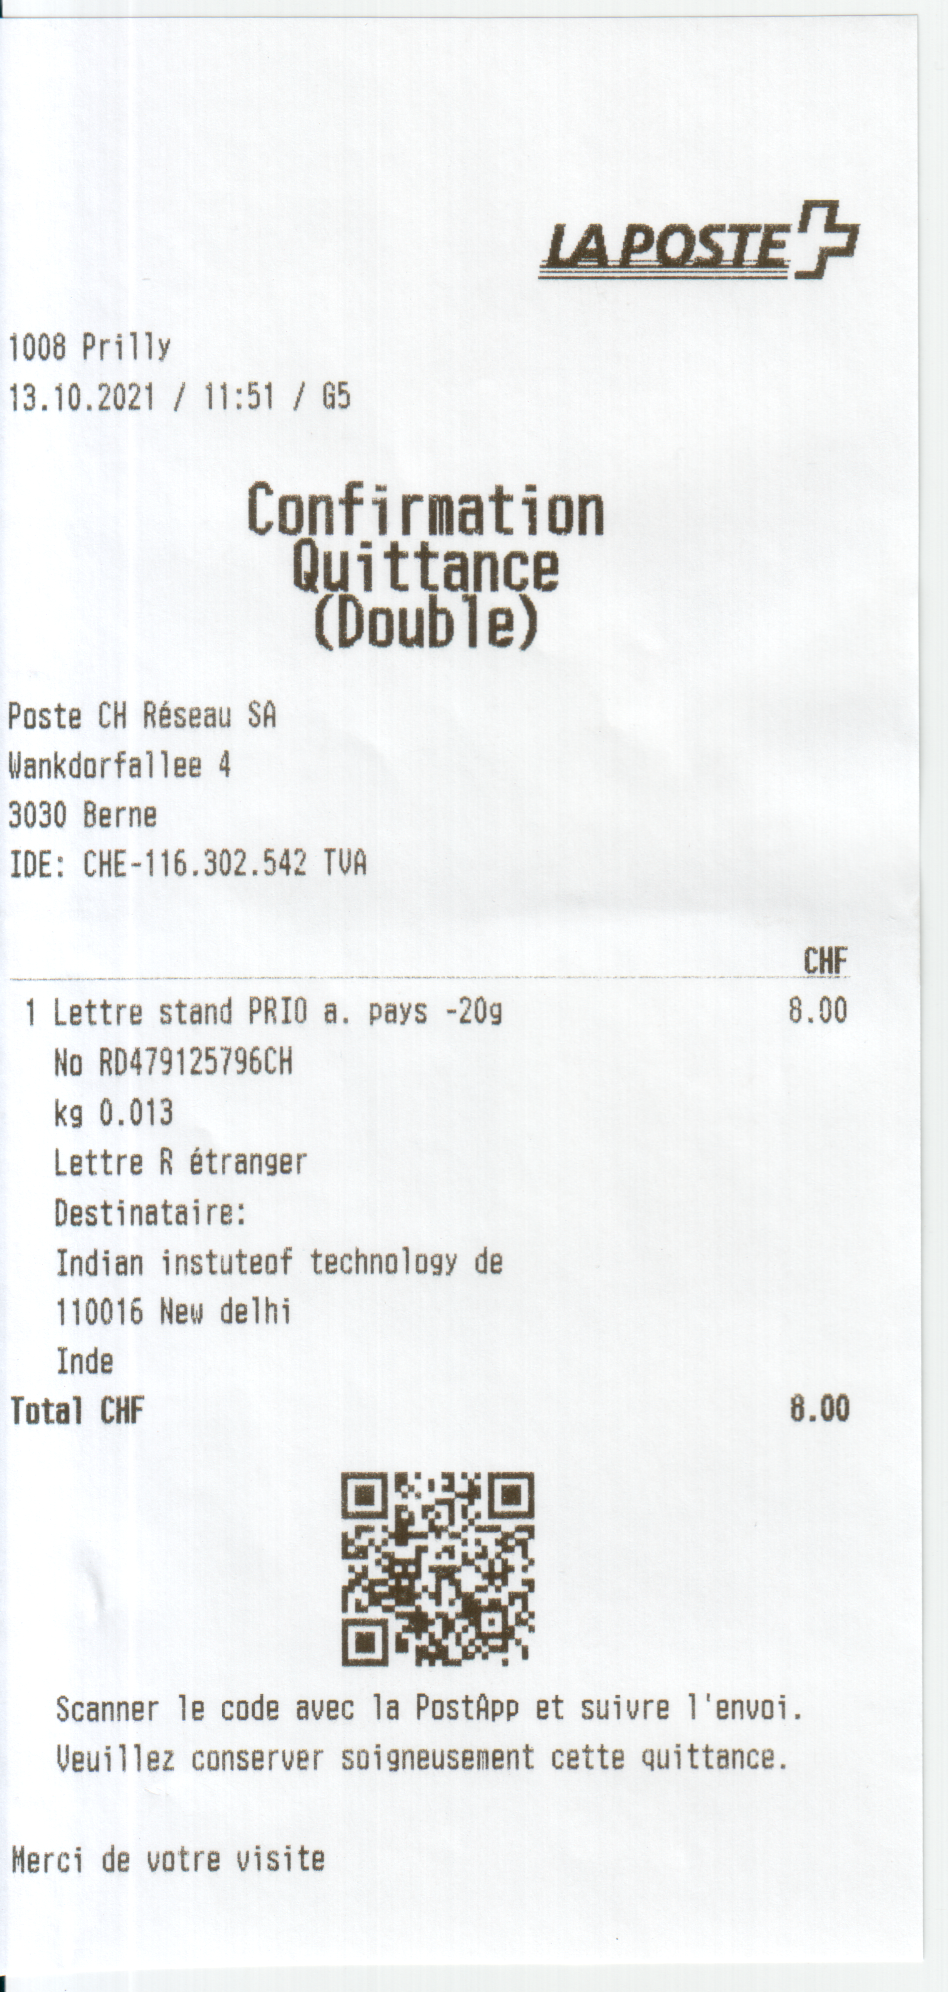 LA POSTE
1008 Prilly
13.10.2021 / 11:51 / G5
Confirmation
Quittance
(Double)
Poste CH Réseau SA
Wankdorfallee 4
3030 Berne
IDE: CHE-116.302.542 TVA
CHF
1 Lettre stand PRIO a. pays -20g 8.00
No RD479125796CH
kg 0.013
Lettre R étranger
Destinataire:
Indian instuteof technology de
110016 New delhi
Inde
Total CHF 8.00
Scanner le code avec la PostApp et suivre l'envoi.
Veuillez conserver soigneusement cette quittance.
Merci de votre visite